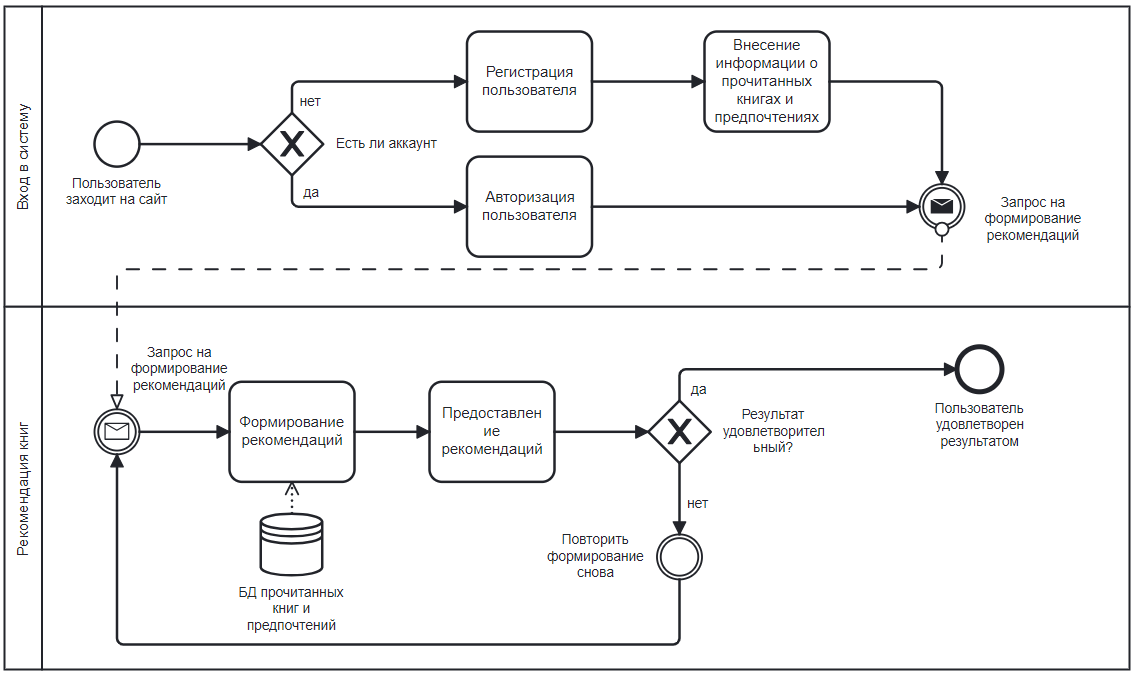 Вход в систему
Пользователь
заходит на сайт
нет
Есть ли аккаунт
да
Регистрация
пользователя
Внесение
информации о
прочитанных
книгах и
предпочтениях
Авторизация
пользователя
Запрос на
формирование
рекомендаций
Рекомендация книг
Запрос на
формирование
рекомендаций
Формирование
рекомендаций
БД прочитанных
книг и
предпочтений
Предоставлен
ие
рекомендаций
да
Результат
удовлетворител
ьный?
нет
Повторить
формирование
снова
Пользователь
удовлетворен
результатом